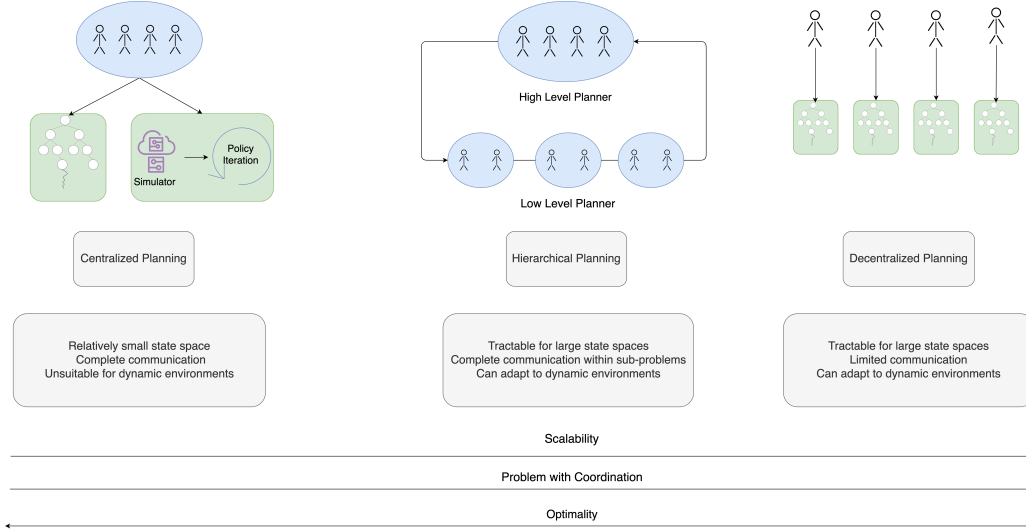 Policy
Iteration
Simulator
High Level Planner
Low Level Planner
Centralized Planning
Hierarchical Planning
Decentralized Planning
Relatively small state space
Complete communication
Unsuitable for dynamic environments
Tractable for large state spaces
Complete communication within sub-problems
Can adapt to dynamic environments
Tractable for large state spaces
Limited communication
Can adapt to dynamic environments
Scalability
Problem with Coordination
Optimality